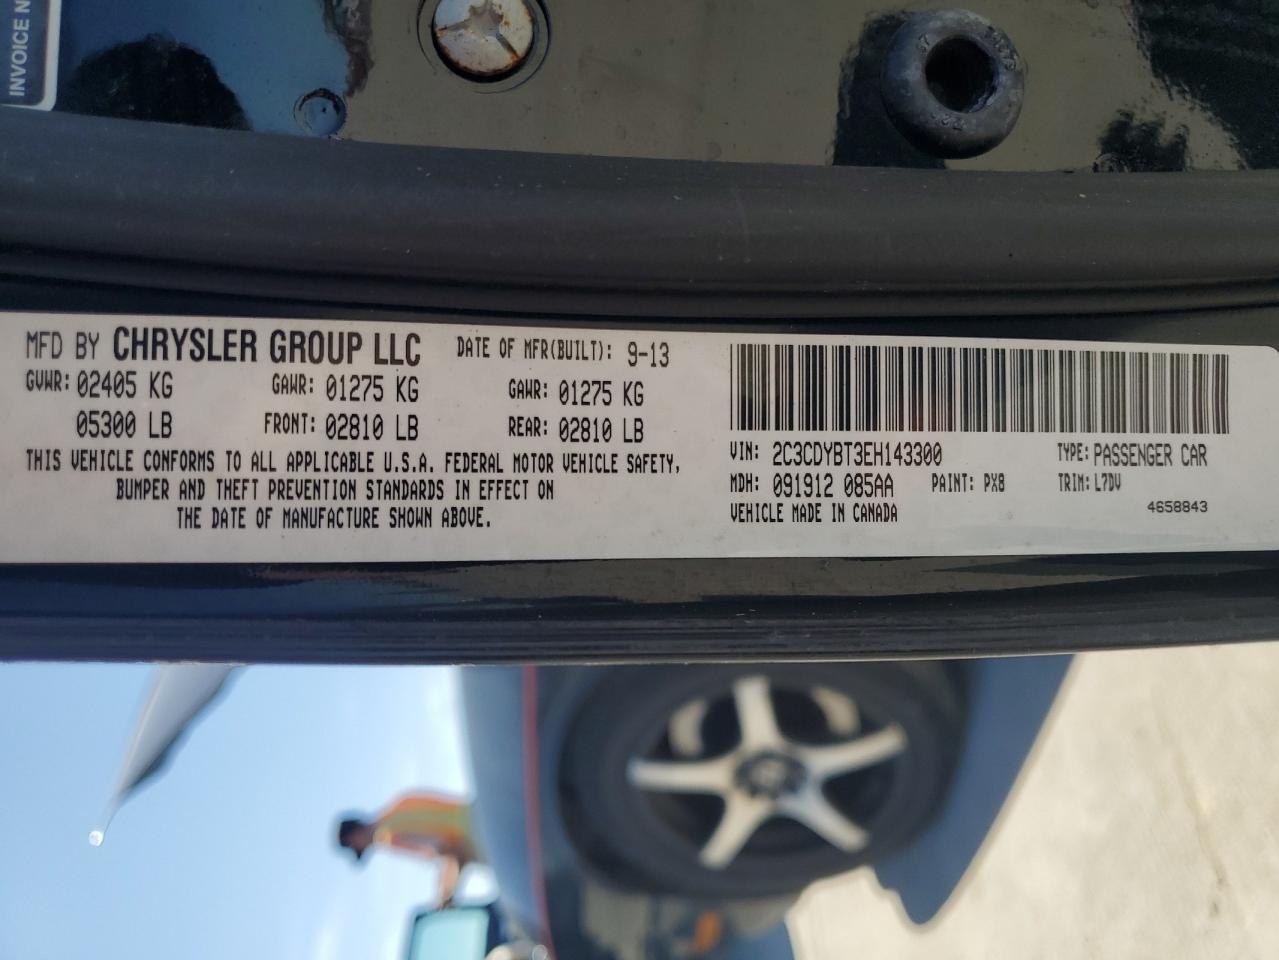 INVOICE N
MFD BY CHRYSLER GROUP LLC DATE OF MFR(BUILT): 9-13
GVWR: 02405 KG GAWR: 01275 KG GAWR: 01275 KG
05300 LB FRONT: 02810 LB REAR: 02810 LB
THIS VEHICLE CONFORMS TO ALL APPLICABLE U.S.A. FEDERAL MOTOR VEHICLE SAFETY,
BUMPER AND THEFT PREVENTION STANDARDS IN EFFECT ON
THE DATE OF MANUFACTURE SHOWN ABOVE.
VIN: 2C3CDYBT3EH143300 TYPE: PASSENGER CAR
MDH: 091912 085AA PAINT: PX8 TRIM: L7DV
VEHICLE MADE IN CANADA 4658843